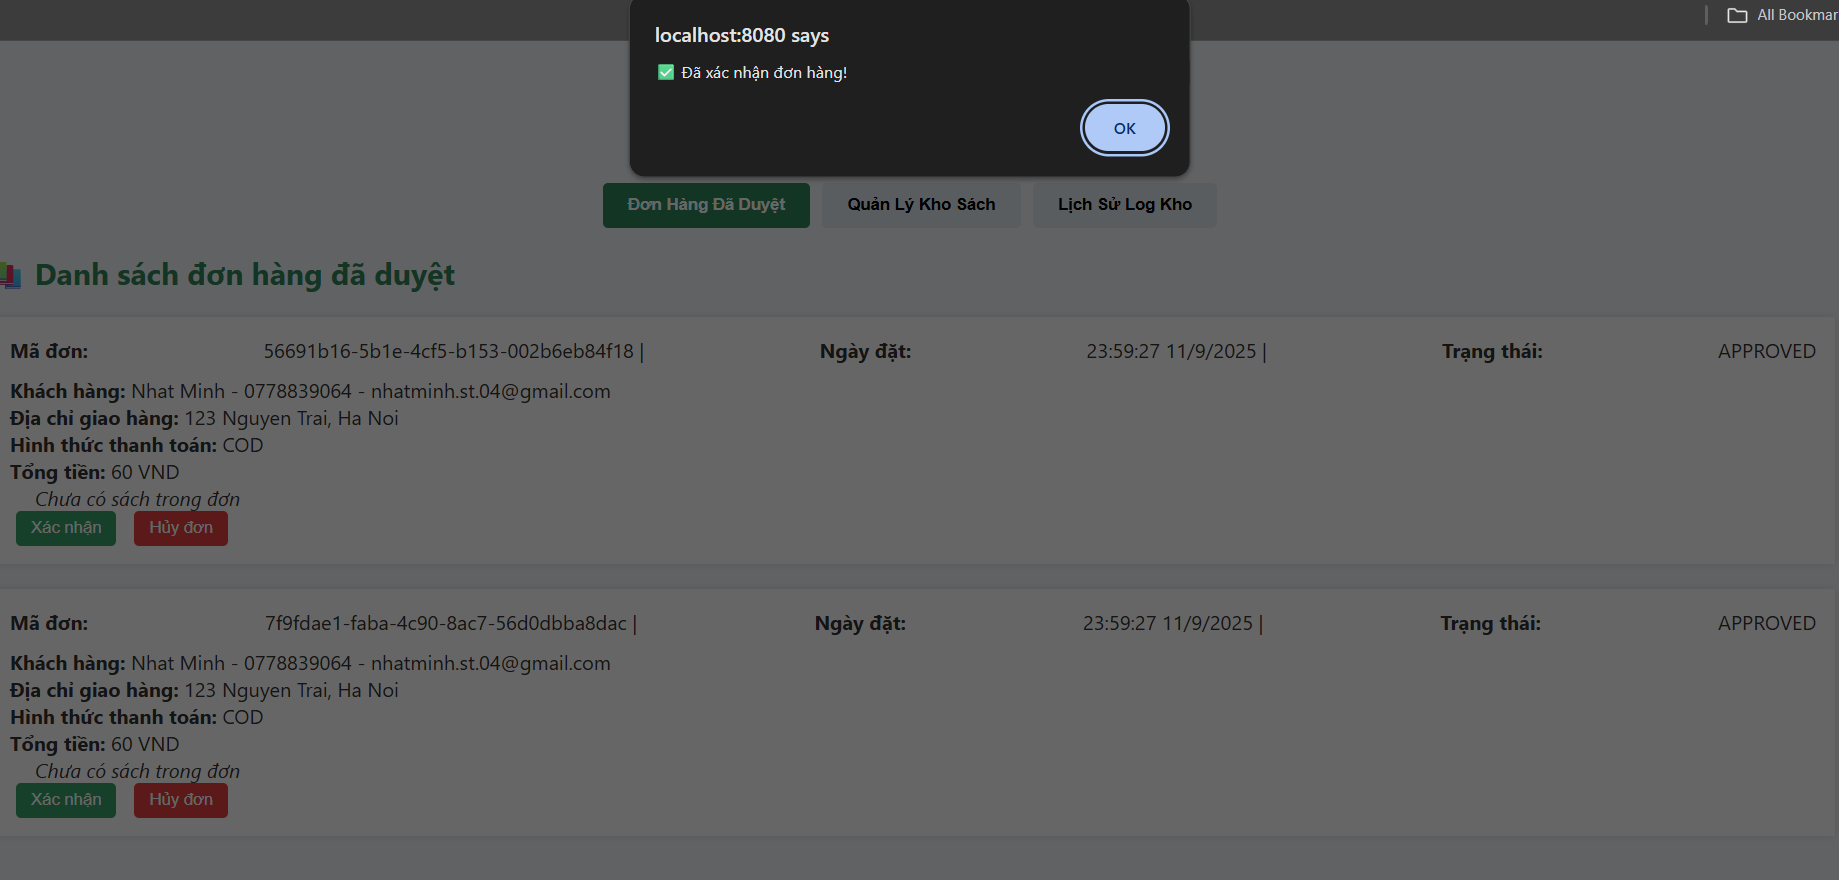 All Bookmar
localhost:8080 says
✅ Đã xác nhận đơn hàng!
OK
Đơn Hàng Đã Duyệt Quản Lý Kho Sách Lịch Sử Log Kho
Danh sách đơn hàng đã duyệt
Mã đơn: 56691b16-5b1e-4cf5-b153-002b6eb84f18 | Ngày đặt: 23:59:27 11/9/2025 | Trạng thái: APPROVED
Khách hàng: Nhat Minh - 0778839064 - nhatminh.st.04@gmail.com
Địa chỉ giao hàng: 123 Nguyen Trai, Ha Noi
Hình thức thanh toán: COD
Tổng tiền: 60 VND
Chưa có sách trong đơn
Xác nhận Hủy đơn
Mã đơn: 7f9fdae1-faba-4c90-8ac7-56d0dbba8dac | Ngày đặt: 23:59:27 11/9/2025 | Trạng thái: APPROVED
Khách hàng: Nhat Minh - 0778839064 - nhatminh.st.04@gmail.com
Địa chỉ giao hàng: 123 Nguyen Trai, Ha Noi
Hình thức thanh toán: COD
Tổng tiền: 60 VND
Chưa có sách trong đơn
Xác nhận Hủy đơn